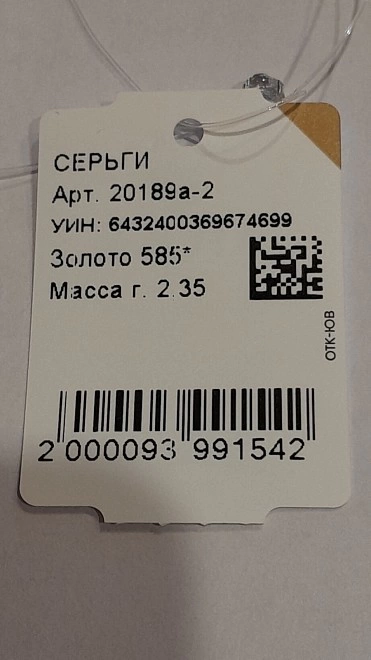 СЕРЬГИ
Арт. 20189а-2
УИН: 6432400369674699
Золото 585*
Масса г. 2.35
ОТК-ЮВ
2 000093 991542